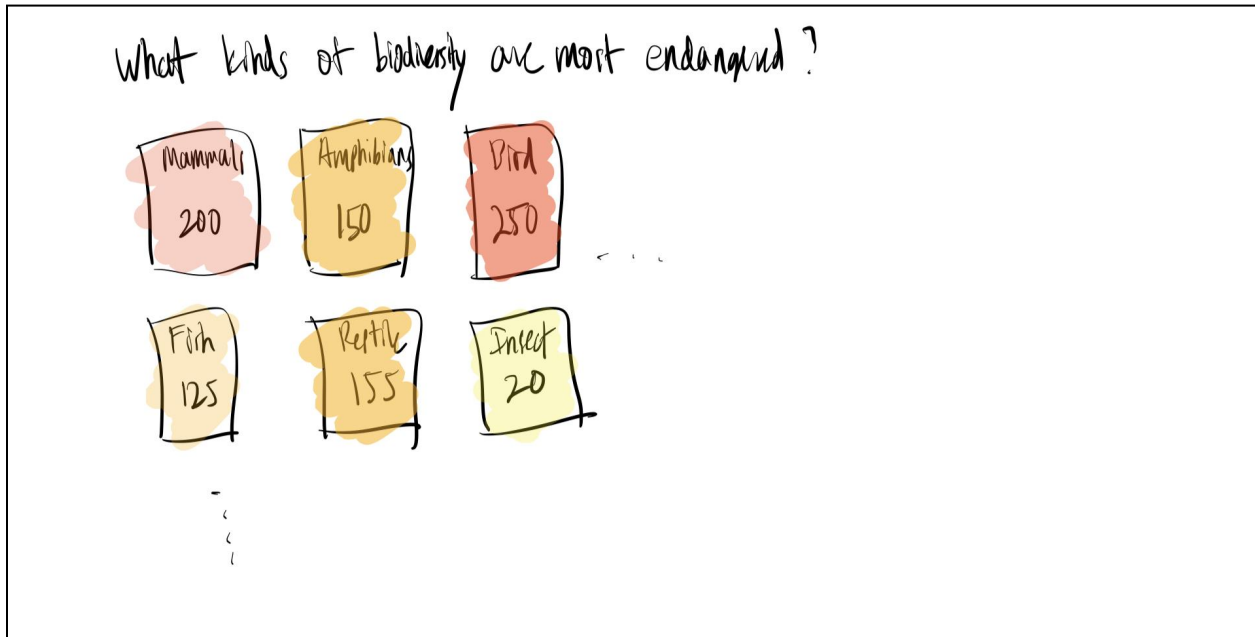 What kinds of biodiversity are most endangered?
Mammals Amphibians Bird
200 150 250
Fish Reptile Insect
125 155 20